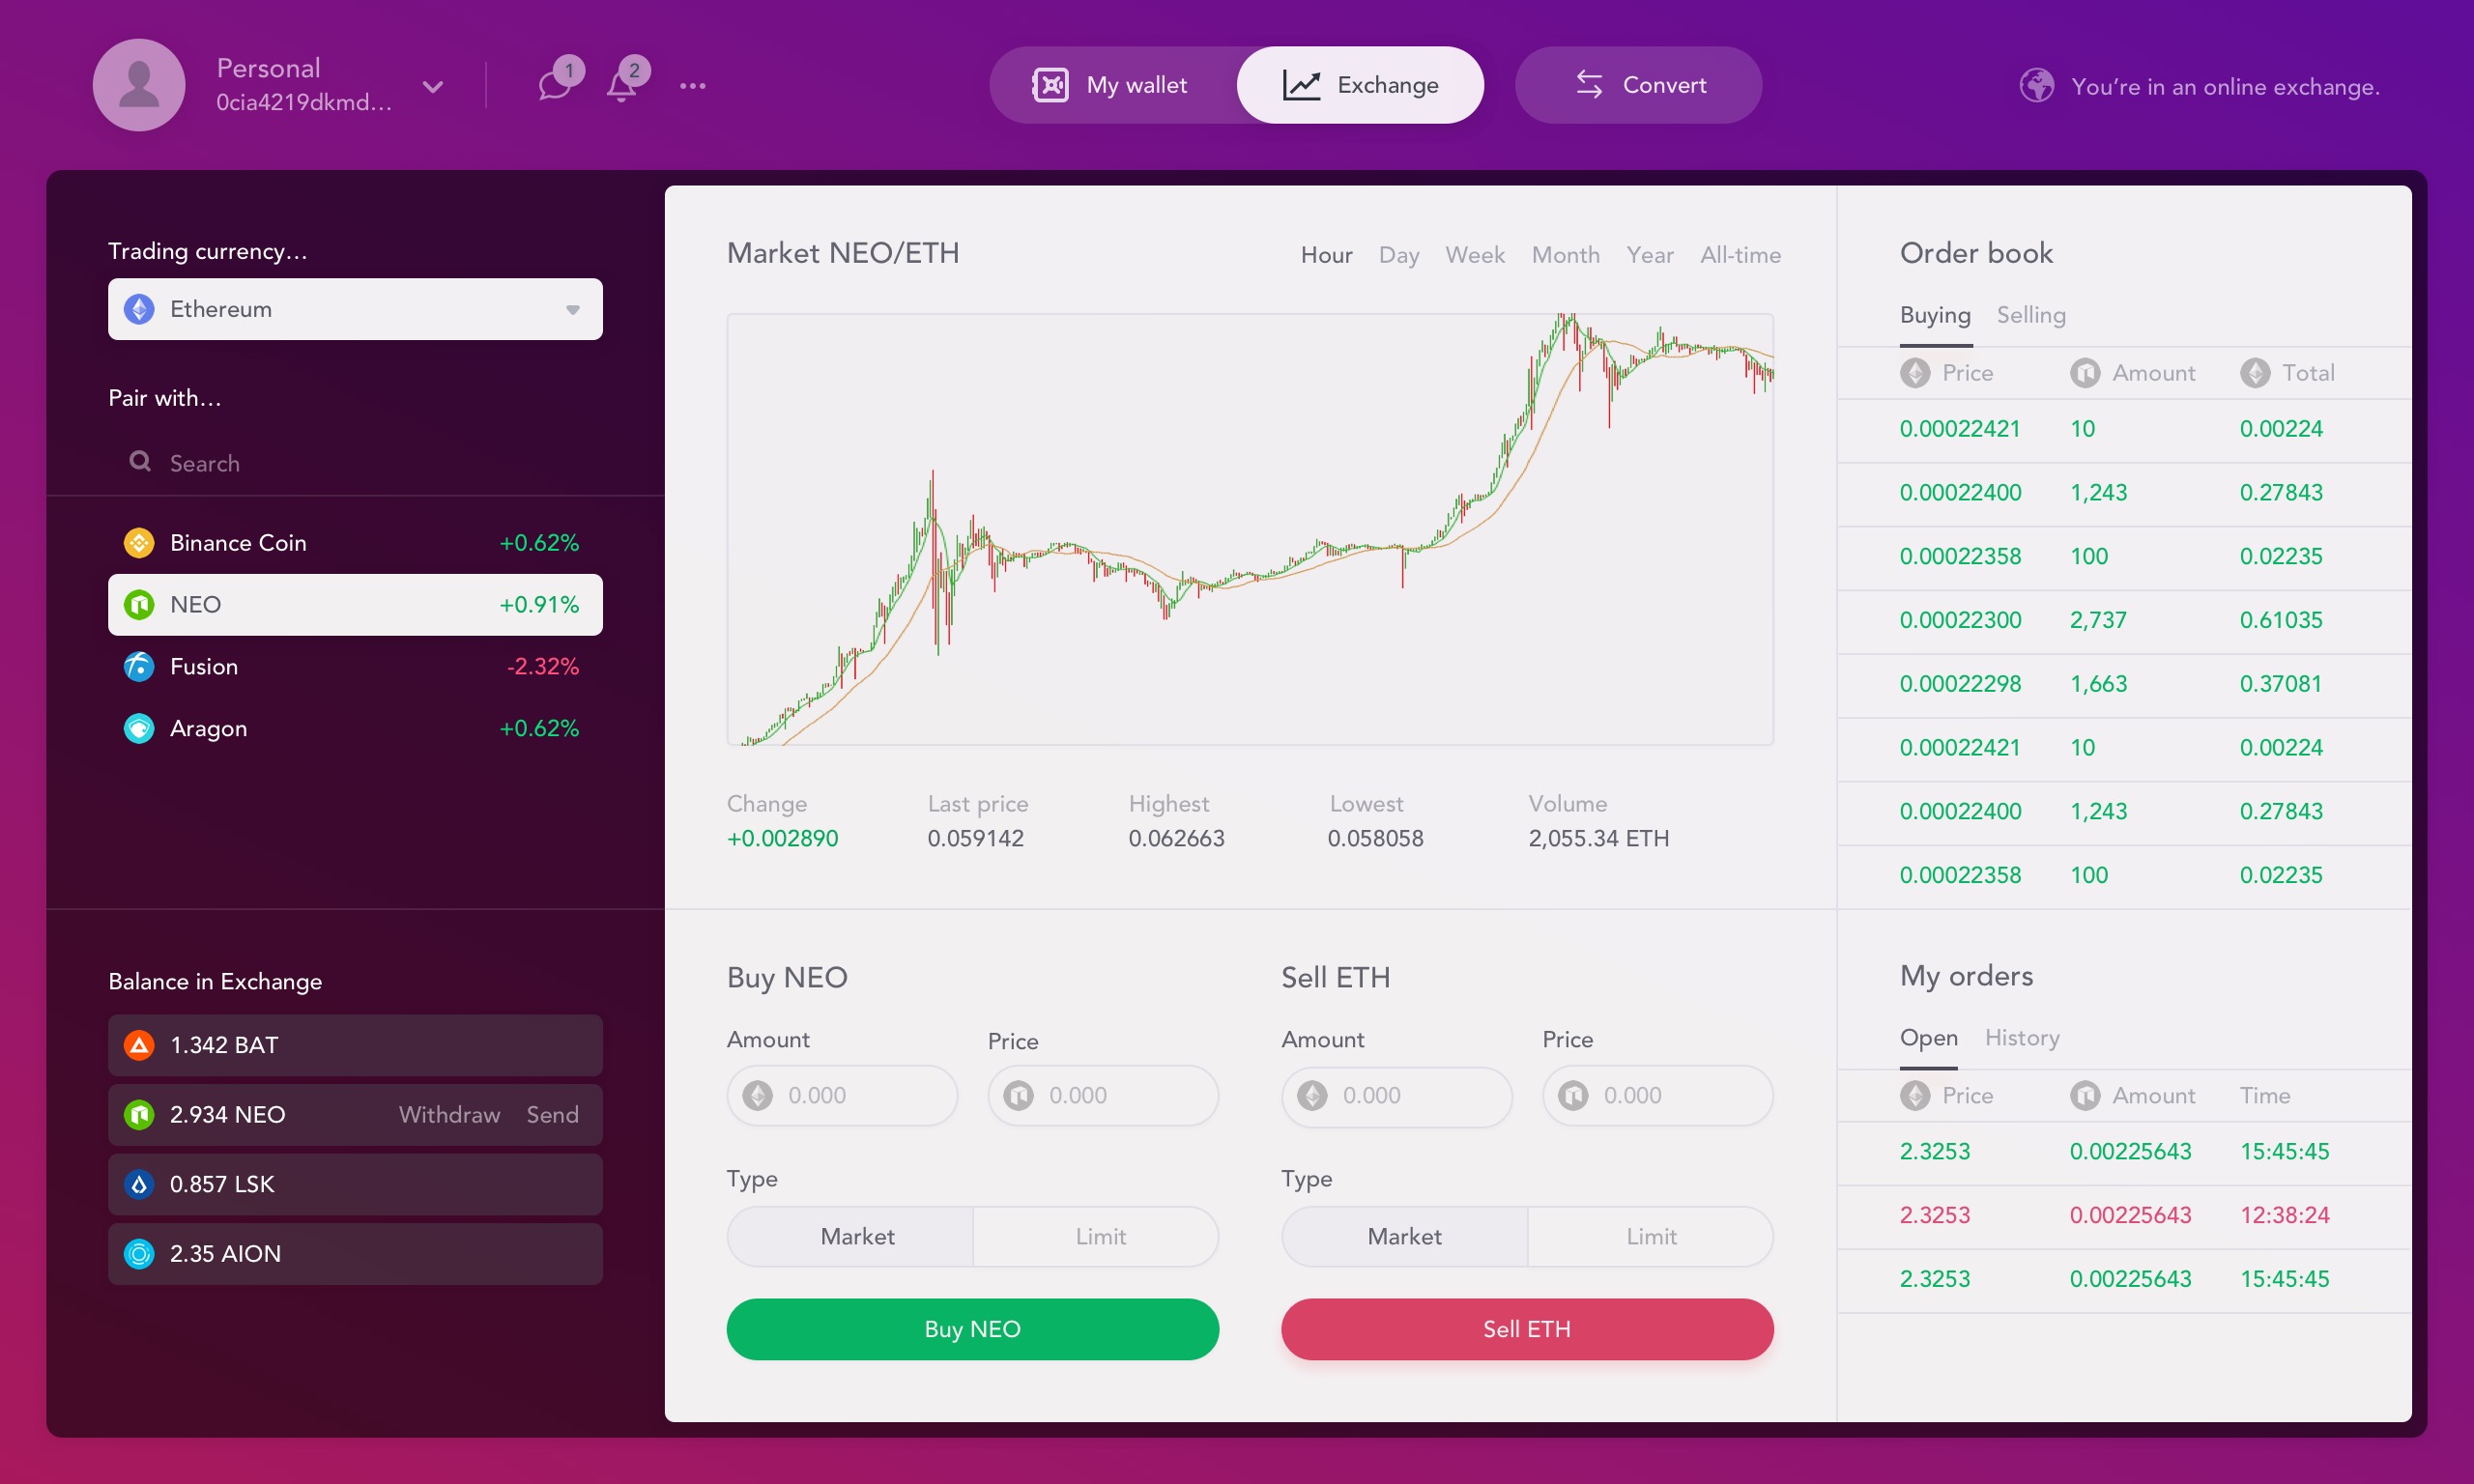 Personal
0cia4219dkmd...
1
2
My wallet
Exchange
Convert
You're in an online exchange.
Trading currency...
Ethereum
Pair with...
Search
Binance Coin +0.62%
NEO +0.91%
Fusion -2.32%
Aragon +0.62%
Balance in Exchange
1.342 BAT
2.934 NEO Withdraw Send
0.857 LSK
2.35 AION
Market NEO/ETH
Hour Day Week Month Year All-time
Change Last price Highest Lowest Volume
+0.002890 0.059142 0.062663 0.058058 2,055.34 ETH
Buy NEO
Amount Price
0.000 0.000
Type
Market Limit
Buy NEO
Sell ETH
Amount Price
0.000 0.000
Type
Market Limit
Sell ETH
Order book
Buying Selling
Price Amount Total
0.00022421 10 0.00224
0.00022400 1,243 0.27843
0.00022358 100 0.02235
0.00022300 2,737 0.61035
0.00022298 1,663 0.37081
0.00022421 10 0.00224
0.00022400 1,243 0.27843
0.00022358 100 0.02235
My orders
Open History
Price Amount Time
2.3253 0.00225643 15:45:45
2.3253 0.00225643 12:38:24
2.3253 0.00225643 15:45:45